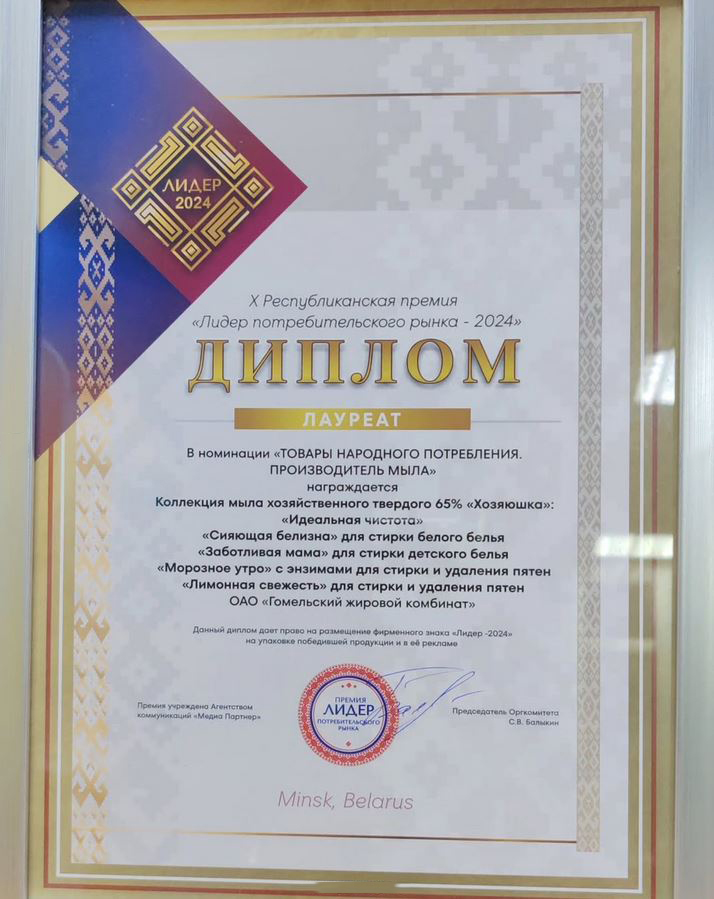 ЛИДЕР
2024
X Республиканская премия
«Лидер потребительского рынка - 2024»
ДИПЛОМ
ЛАУРЕАТ
В номинации «ТОВАРЫ НАРОДНОГО ПОТРЕБЛЕНИЯ.
ПРОИЗВОДИТЕЛЬ МЫЛА»
награждается
Коллекция мыла хозяйственного твердого 65% «Хозяюшка»:
«Идеальная чистота»
«Сияющая белизна» для стирки белого белья
«Заботливая мама» для стирки детского белья
«Морозное утро» с энзимами для стирки и удаления пятен
«Лимонная свежесть» для стирки и удаления пятен
ОАО «Гомельский жировой комбинат»
Данный диплом дает право на размещение фирменного знака «Лидер -2024»
на упаковке победившей продукции и в её рекламе
Премия учреждена Агентством
коммуникаций «Медиа Партнер»
ПРЕМИЯ
ЛИДЕР
ПОТРЕБИТЕЛЬСКОГО
РЫНКА
Председатель Оргкомитета
С.В. Балыкин
Minsk, Belarus